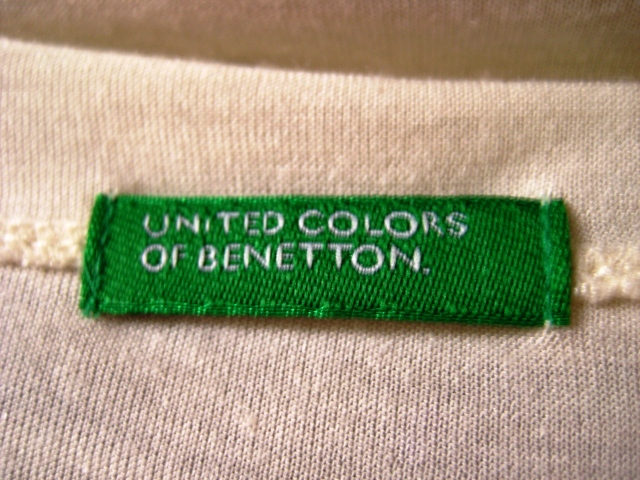 UNITED COLORS
OF BENETTON.